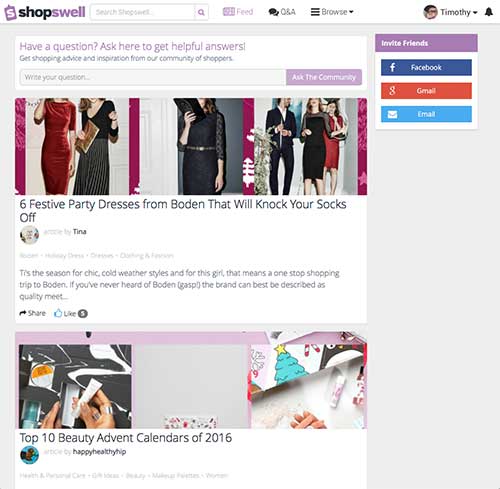 shopswell
Search Shopswell...
Feed
Q&A
Browse
Timothy
Have a question? Ask here to get helpful answers!
Get shopping advice and inspiration from our community of shoppers.
Write your question...
Ask The Community
Invite Friends
Facebook
Gmail
Email
6 Festive Party Dresses from Boden That Will Knock Your Socks
Off
article by Tina
Boden • Holiday Dress • Dresses • Clothing & Fashion
Ti's the season for chic, cold weather styles and for this girl, that means a one stop shopping
trip to Boden. If you've never heard of Boden (gasp!) the brand can best be described as
quality meet...
Share
Like 5
Top 10 Beauty Advent Calendars of 2016
article by happyhealthyhip
Health & Personal Care • Gift Ideas • Beauty • Makeup Palettes • Women